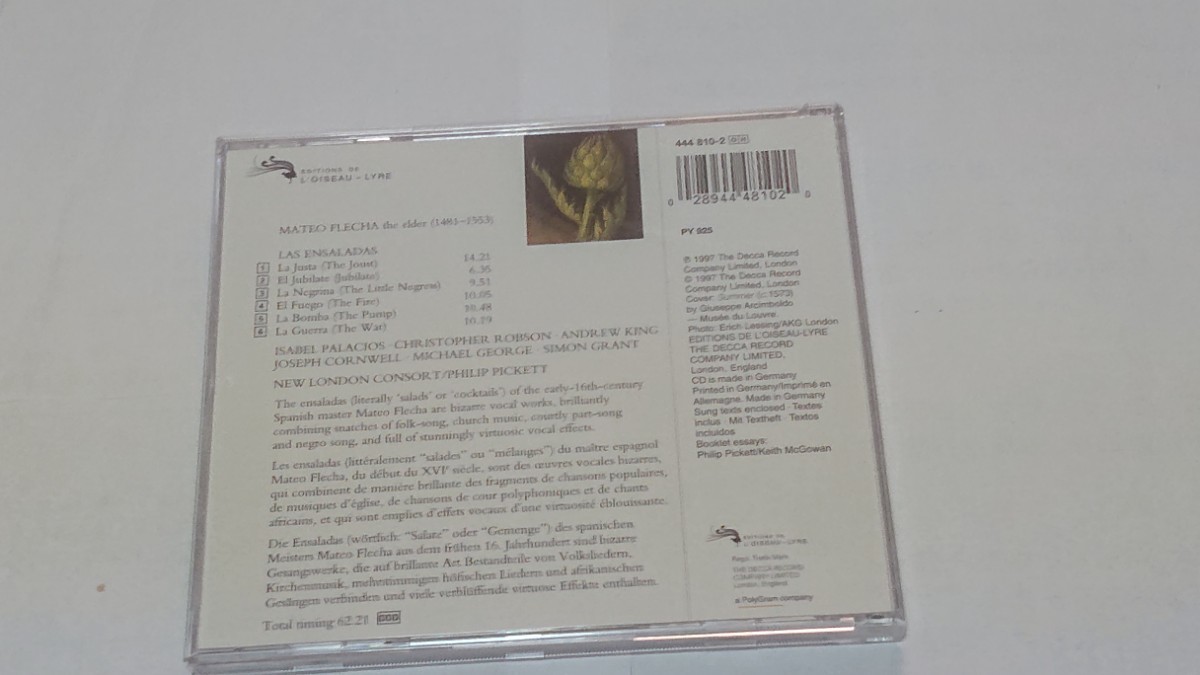 EDITIONS DE
L'OISEAU-LYRE
MATEO FLECHA the elder (1481-1553)
LAS ENSALADAS
1 La Justa (The Joust) 14.21
2 El Jubilate (Jubilate) 6.36
3 La Negrina (The Little Negress) 9.51
4 El Fuego (The Fire) 10.05
5 La Bomba (The Pump) 10.48
6 La Guerra (The War) 10.19
ISABEL PALACIOS · CHRISTOPHER ROBSON · ANDREW KING
JOSEPH CORNWELL · MICHAEL GEORGE · SIMON GRANT
NEW LONDON CONSORT/PHILIP PICKETT
The ensaladas (literally 'salads' or 'cocktails') of the early-16th-century
Spanish master Mateo Flecha are bizarre vocal works, brilliantly
combining snatches of folk-song, church music, courtly part-song
and negro song, and full of stunningly virtuosic vocal effects.
Les ensaladas (littéralement "salades" ou "mélanges") du maître espagnol
Mateo Flecha, du début du XVIe siècle, sont des œuvres vocales bizarres,
qui combinent de manière brillante des fragments de chansons populaires,
de musiques d'église, de chansons de cour polyphoniques et de chants
africains, et qui sont emplies d'effets vocaux d'une virtuosité éblouissante.
Die Ensaladas (wörtlich: "Salate" oder "Gemenge") des spanischen
Meisters Mateo Flecha aus dem frühen 16. Jahrhundert sind bizarre
Gesangswerke, die auf brillante Art Bestandteile von Volksliedern,
Kirchenmusik, mehrstimmigen höfischen Liedern und afrikanischen
Gesängen verbinden und viele verblüffende virtuose Effekte enthalten.
Total timing 62.21 DDD
444 810-2 OH
0 28944 48102 0
PY 925
℗ 1997 The Decca Record
Company Limited, London
© 1997 The Decca Record
Company Limited, London
Cover: Summer (c.1573)
by Giuseppe Arcimboldo
— Musée du Louvre.
Photo: Erich Lessing/AKG London
EDITIONS DE L'OISEAU-LYRE
THE DECCA RECORD
COMPANY LIMITED,
London, England
CD is made in Germany
Printed in Germany/Imprimé en
Allemagne. Made in Germany
Sung texts enclosed · Textes
inclus · Mit Textheft · Textos
incluidos
Booklet essays:
Philip Pickett/Keith McGowan
EDITIONS DE
L'OISEAU-LYRE
Regd. Trade Mark
THE DECCA RECORD
COMPANY LIMITED
London, England
a PolyGram company